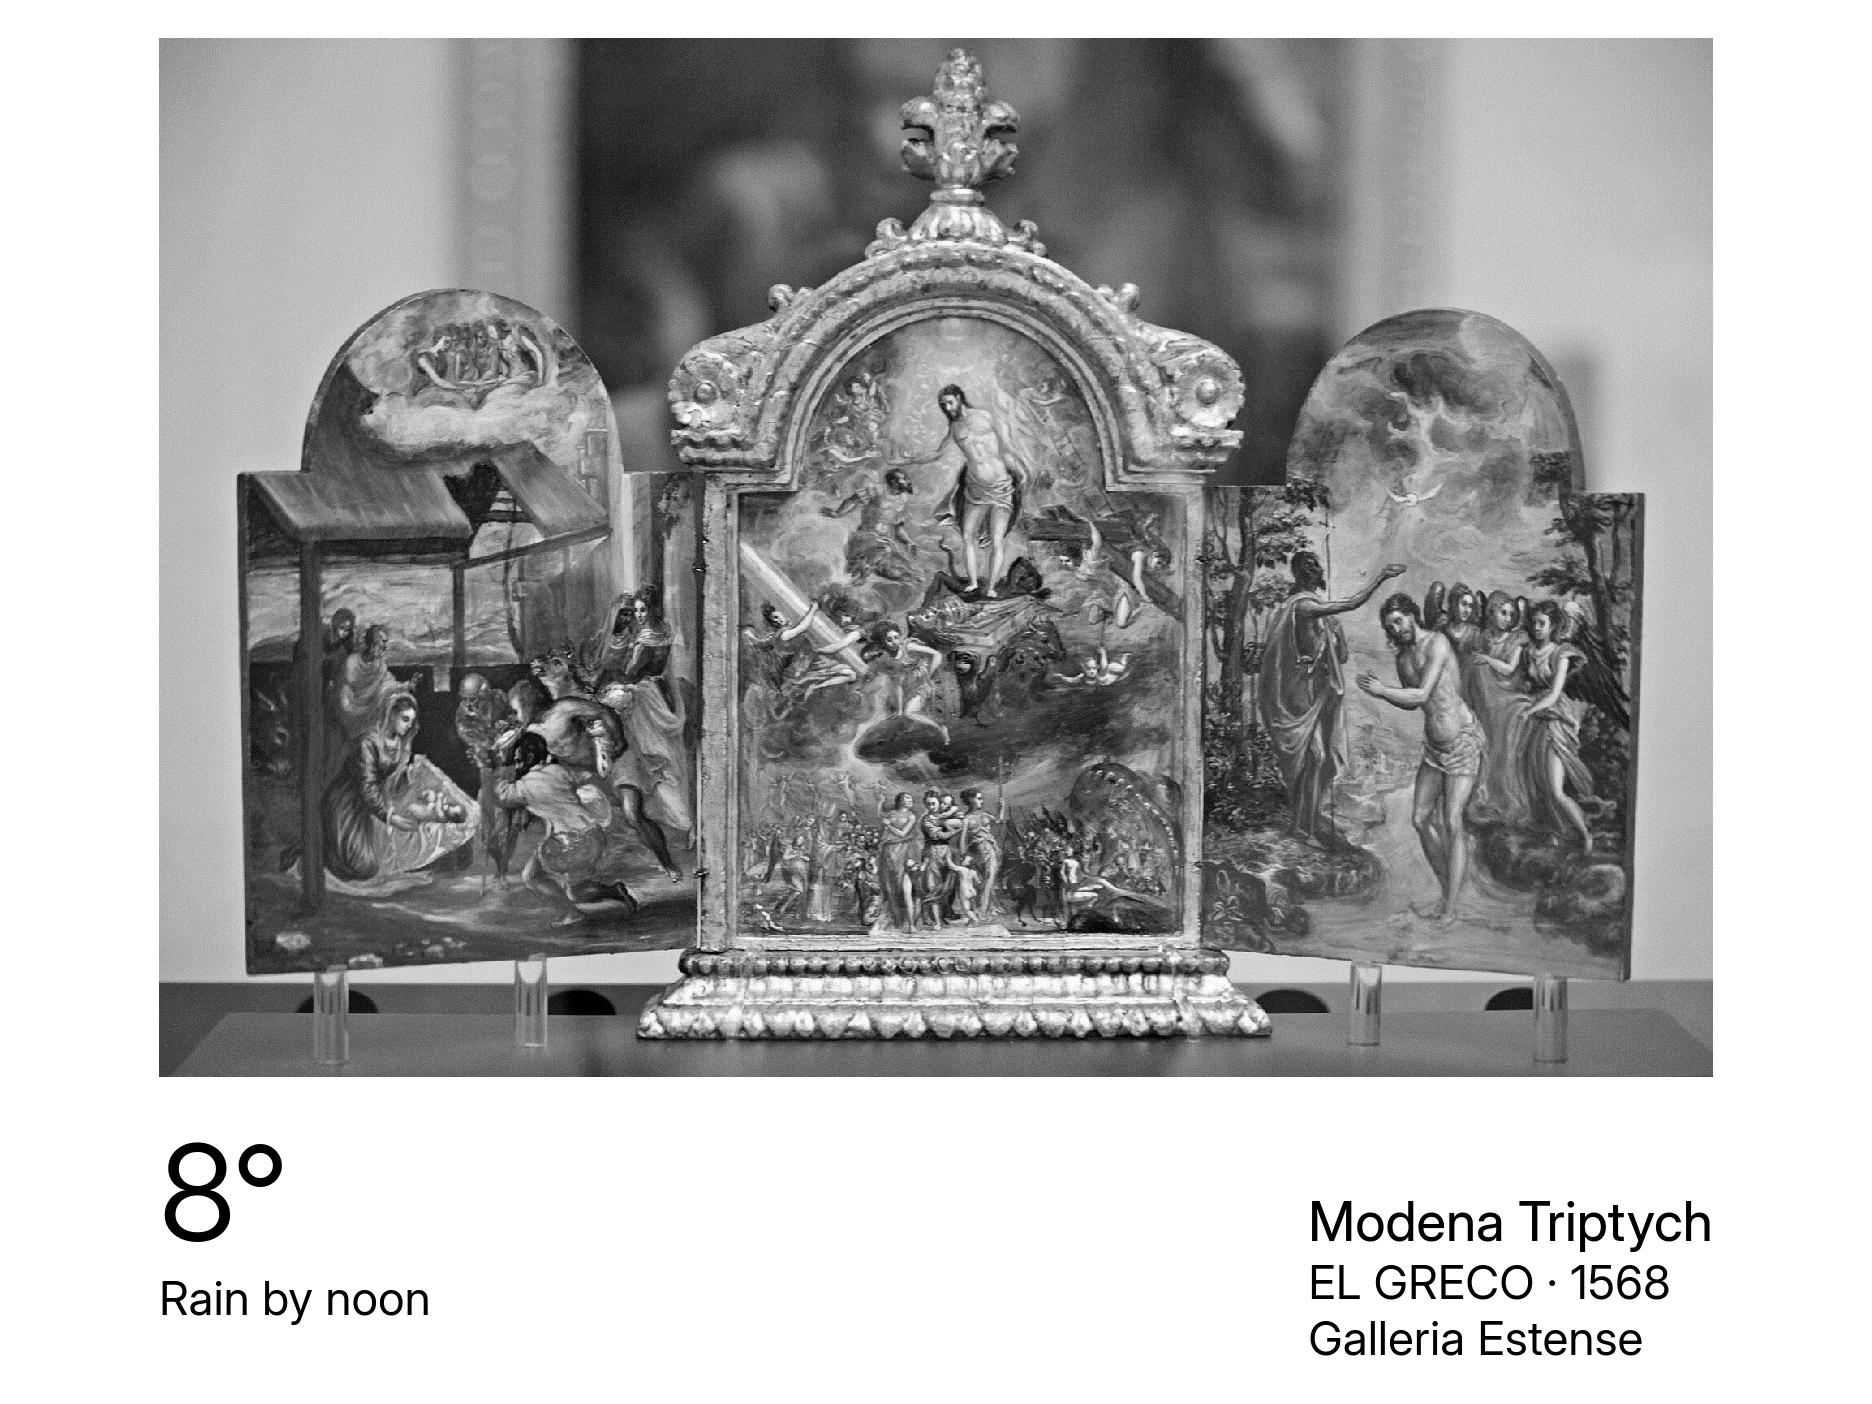 8°
Rain by noon
Modena Triptych
EL GRECO · 1568
Galleria Estense